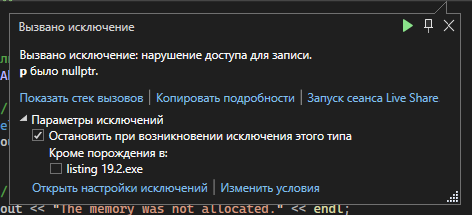 Вызвано исключение
Вызвано исключение: нарушение доступа для записи.
p было nullptr.
Показать стек вызовов | Копировать подробности | Запуск сеанса Live Share
Параметры исключений
Остановить при возникновении исключения этого типа
Кроме порождения в:
listing 19.2.exe
Открыть настройки исключений | Изменить условия
out << "The memory was not allocated." << endl;